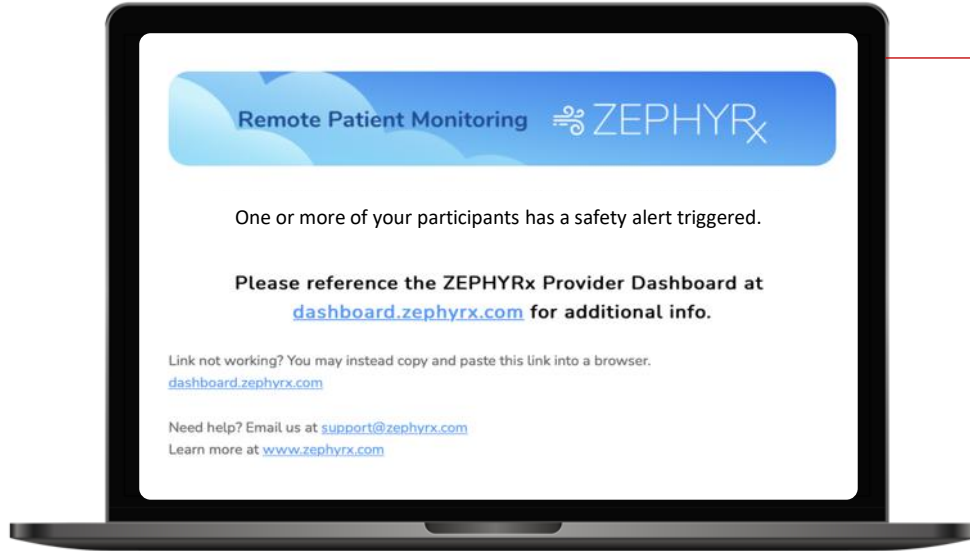 Remote Patient Monitoring ZEPHYRx
One or more of your participants has a safety alert triggered.
Please reference the ZEPHYRx Provider Dashboard at
dashboard.zephyrx.com for additional info.
Link not working? You may instead copy and paste this link into a browser.
dashboard.zephyrx.com
Need help? Email us at support@zephyrx.com
Learn more at www.zephyrx.com